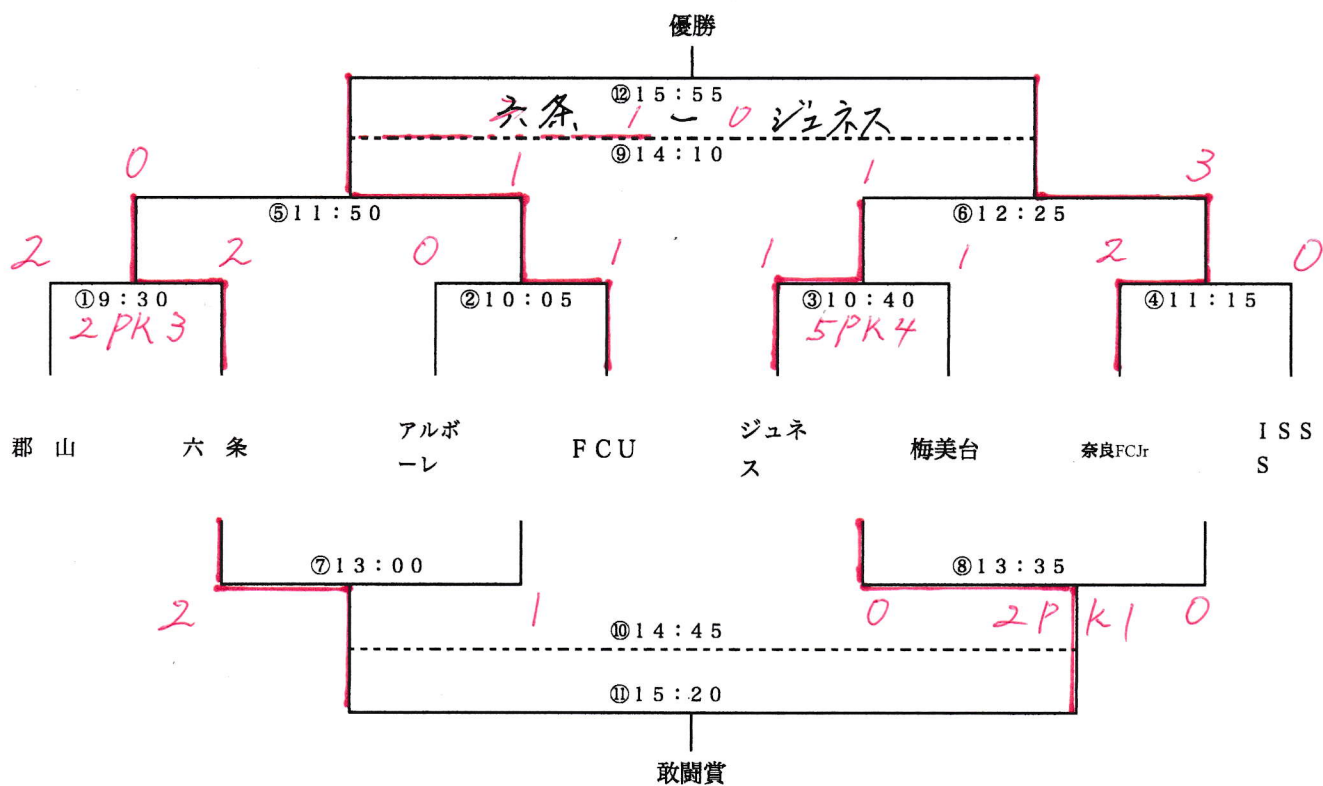 優勝
⑫15:55
六条 1 ー 0 ジュネス
⑨14:10
0 1 1 3
⑤11:50 ⑥12:25
2 2 0 1 1 1 2 0
①9:30 ②10:05 ③10:40 ④11:15
2PK3 5PK4
郡山 六条 アルボ FCU ジュネ 梅美台 奈良FCJr ISS
ーレ ス S
⑦13:00 ⑧13:35
2 1 0 2PK1 0
⑩14:45
⑪15:20
敢闘賞